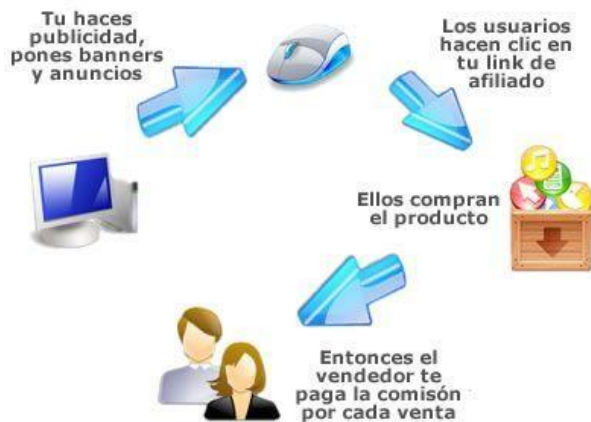 Tu haces
publicidad,
pones banners
y anuncios
Los usuarios
hacen clic en
tu link de
afiliado
Ellos compran
el producto
Entonces el
vendedor te
paga la comisón
por cada venta